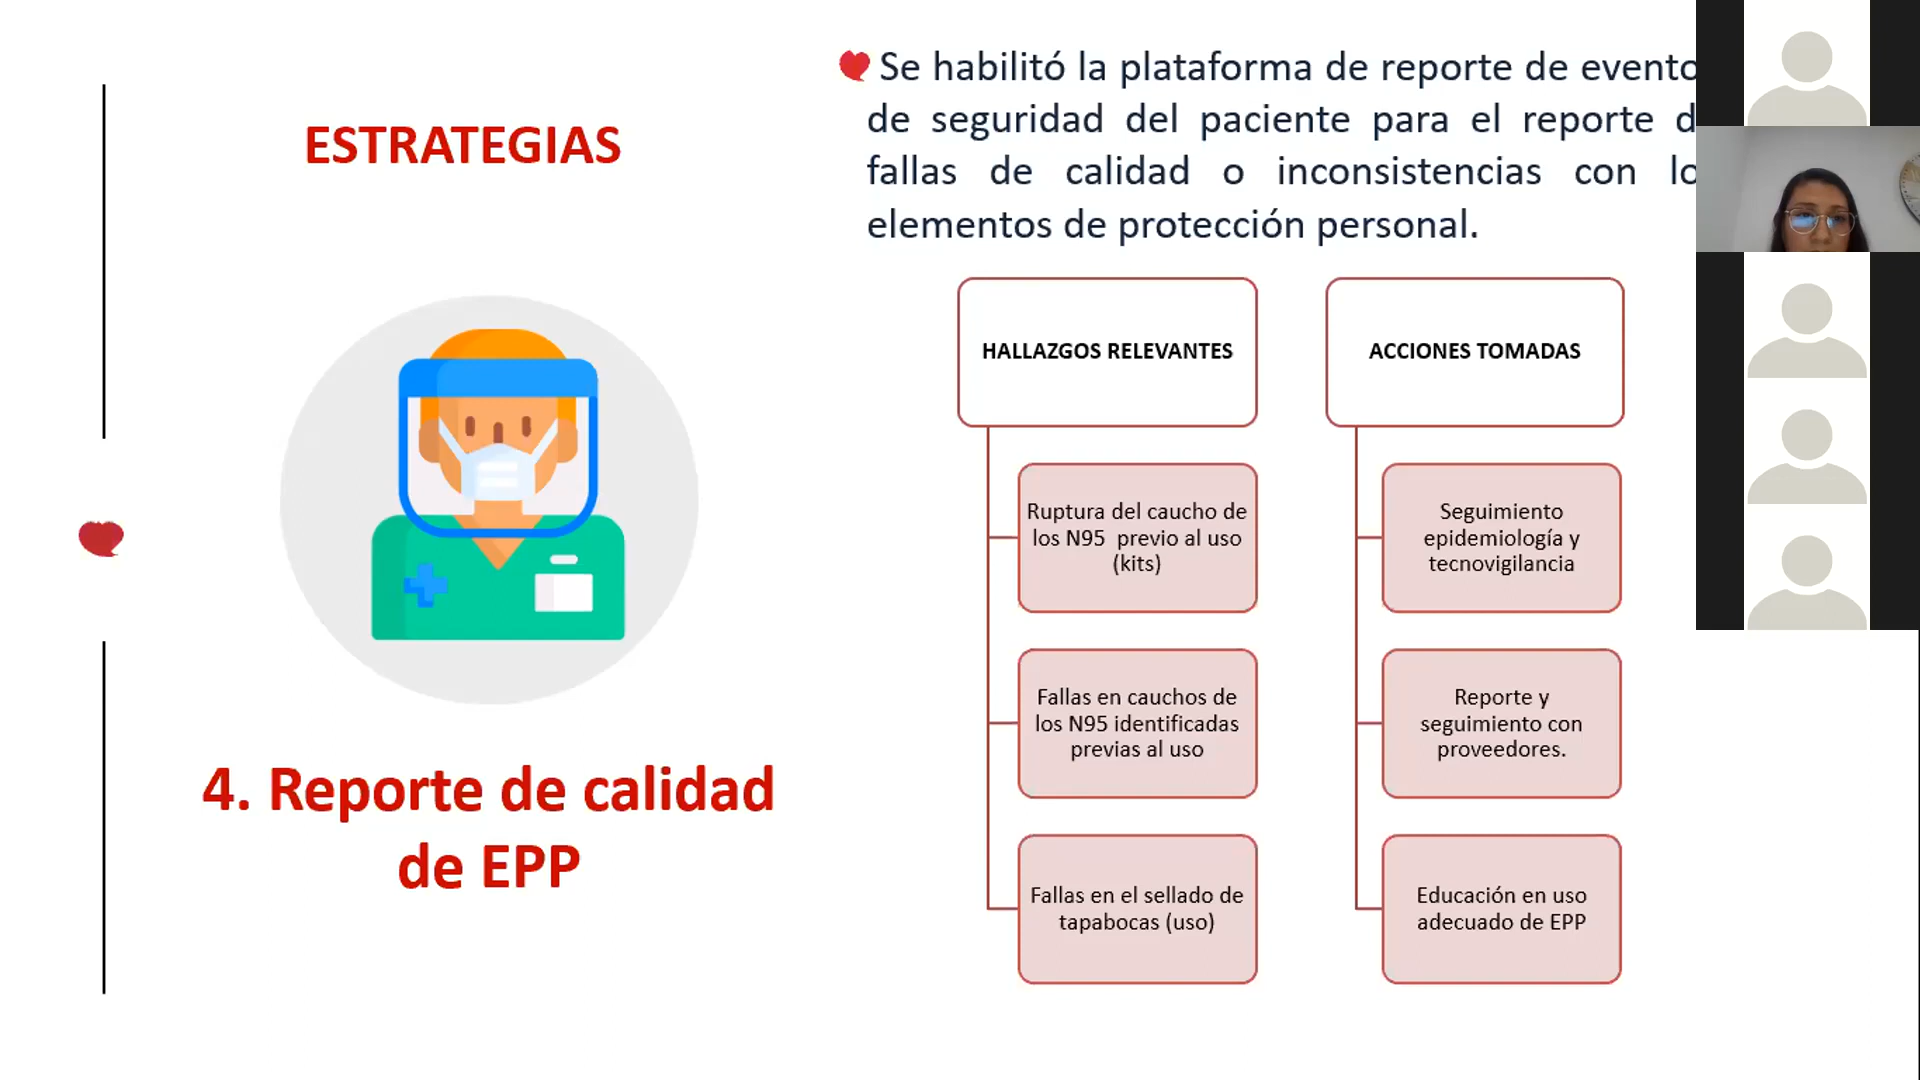 ESTRATEGIAS
4. Reporte de calidad
de EPP
Se habilitó la plataforma de reporte de evento
de seguridad del paciente para el reporte d
fallas de calidad o inconsistencias con lo
elementos de protección personal.
HALLAZGOS RELEVANTES
Ruptura del caucho de
los N95 previo al uso
(kits)
Fallas en cauchos de
los N95 identificadas
previas al uso
Fallas en el sellado de
tapabocas (uso)
ACCIONES TOMADAS
Seguimiento
epidemiología y
tecnovigilancia
Reporte y
seguimiento con
proveedores.
Educación en uso
adecuado de EPP